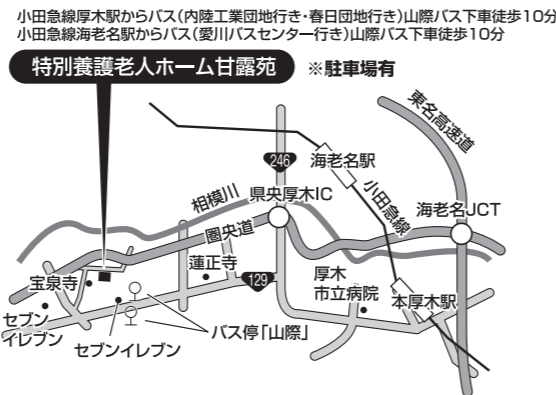 小田急線厚木駅からバス（内陸工業団地行き・春日団地行き）山際バス下車徒歩10分
小田急線海老名駅からバス（愛川バスセンター行き）山際バス下車徒歩10分
特別養護老人ホーム甘露苑
※駐車場有
東名高速道
246
海老名駅
小田急線
相模川
県央厚木IC
海老名JCT
圏央道
蓮正寺
129
厚木
市立病院
本厚木駅
宝泉寺
セブン
イレブン
セブンイレブン
バス停「山際」